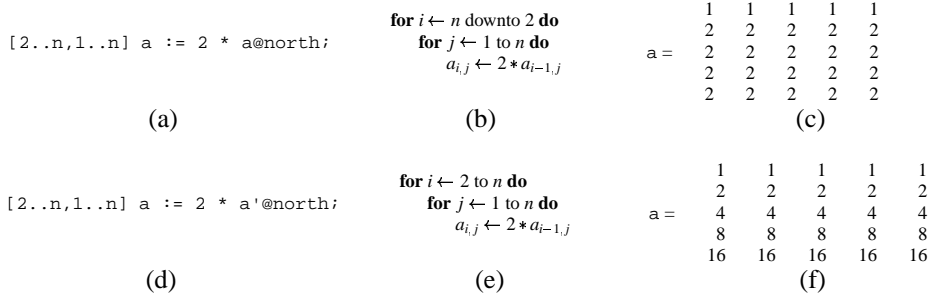 [2..n,1..n] a := 2 * a@north;
(a)
for i ← n downto 2 do
for j ← 1 to n do
a_{i,j} ← 2 * a_{i−1,j}
(b)
a =
1 1 1 1 1
2 2 2 2 2
2 2 2 2 2
2 2 2 2 2
2 2 2 2 2
(c)
[2..n,1..n] a := 2 * a'@north;
(d)
for i ← 2 to n do
for j ← 1 to n do
a_{i,j} ← 2 * a_{i−1,j}
(e)
a =
1 1 1 1 1
2 2 2 2 2
4 4 4 4 4
8 8 8 8 8
16 16 16 16 16
(f)